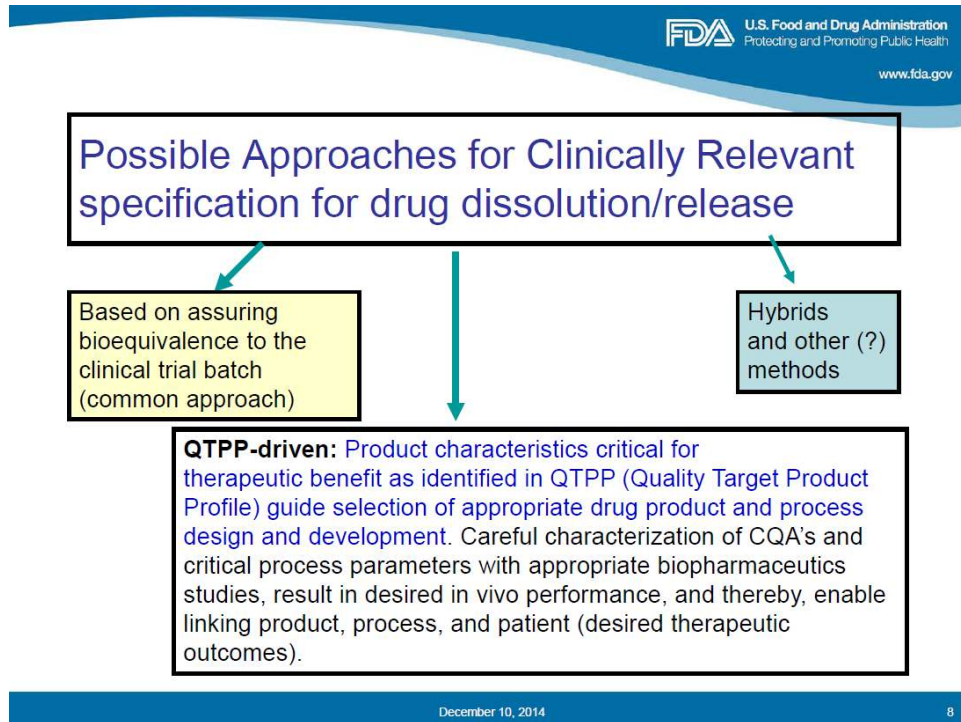 FDA
U.S. Food and Drug Administration
Protecting and Promoting Public Health
www.fda.gov
Possible Approaches for Clinically Relevant
specification for drug dissolution/release
Based on assuring
bioequivalence to the
clinical trial batch
(common approach)
Hybrids
and other (?)
methods
QTPP-driven: Product characteristics critical for
therapeutic benefit as identified in QTPP (Quality Target Product
Profile) guide selection of appropriate drug product and process
design and development. Careful characterization of CQA's and
critical process parameters with appropriate biopharmaceutics
studies, result in desired in vivo performance, and thereby, enable
linking product, process, and patient (desired therapeutic
outcomes).
December 10, 2014
8